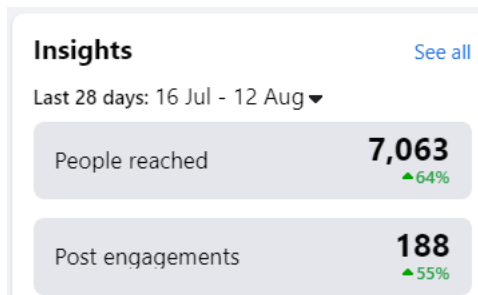 Insights
See all
Last 28 days: 16 Jul - 12 Aug
People reached
7,063
64%
Post engagements
188
55%